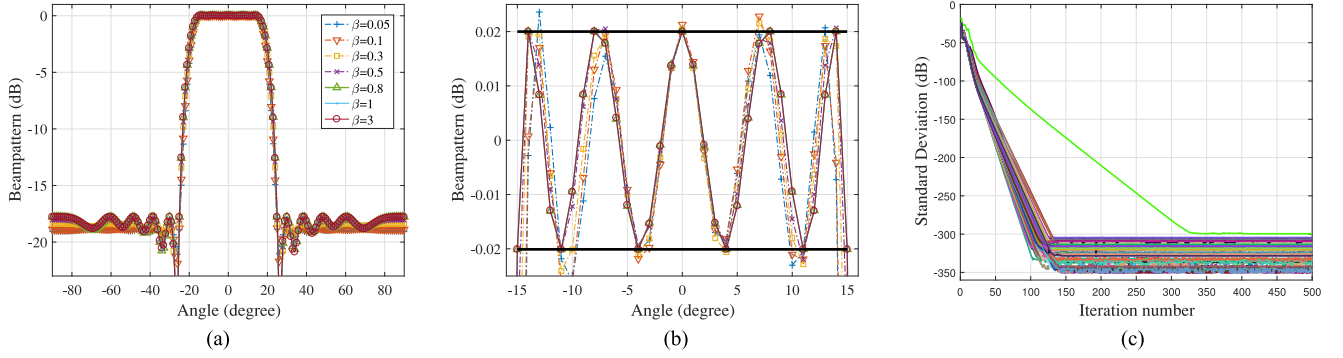 0
-5
-10
-15
-20
Beampattern (dB)
-80 -60 -40 -20 0 20 40 60 80
Angle (degree)
β=0.05
β=0.1
β=0.3
β=0.5
β=0.8
β=1
β=3
(a)
0.02
0.01
0
-0.01
-0.02
Beampattern (dB)
-15 -10 -5 0 5 10 15
Angle (degree)
(b)
0
-50
-100
-150
-200
-250
-300
-350
Standard Deviation (dB)
0 50 100 150 200 250 300 350 400 450 500
Iteration number
(c)